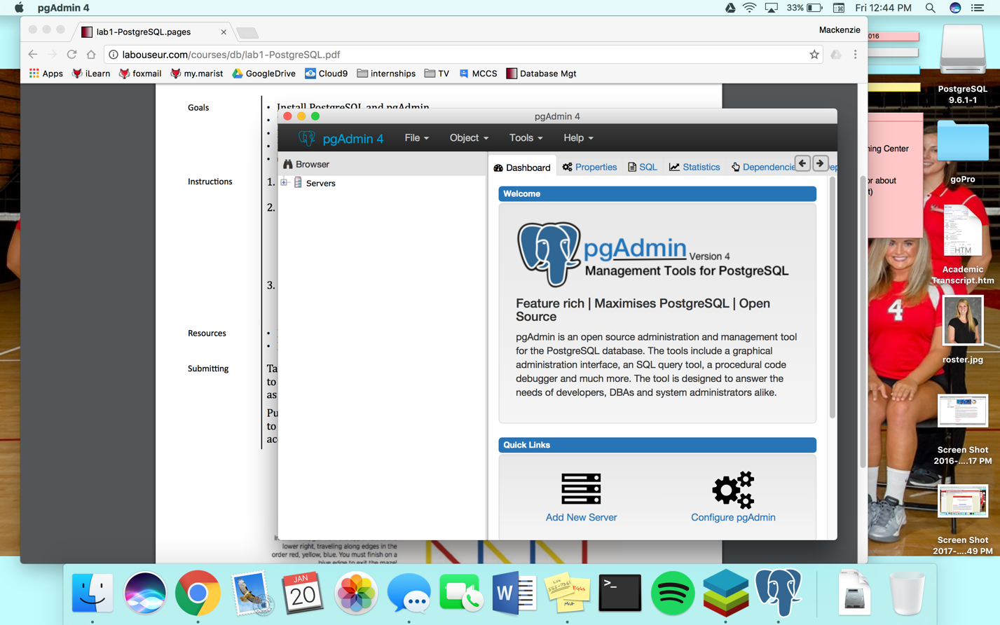 pgAdmin 4
33%
Fri 12:44 PM
lab1-PostgreSQL.pages
Mackenzie
labouseur.com/courses/db/lab1-PostgreSQL.pdf
Apps
iLearn
foxmail
my.marist
GoogleDrive
Cloud9
internships
TV
MCCS
Database Mgt
Goals
• Install PostgreSQL and pgAdmin
Instructions
1.
2.
3.
Resources
Submitting
Ta
to
as
Pu
to
acc
lower right, traveling along edges in the
order red, yellow, blue. You must finish on a
blue edge to exit the maze!
pgAdmin 4
pgAdmin 4
File
Object
Tools
Help
Browser
Servers
Dashboard
Properties
SQL
Statistics
Dependencie
Welcome
pgAdmin Version 4
Management Tools for PostgreSQL
Feature rich | Maximises PostgreSQL | Open
Source
pgAdmin is an open source administration and management tool
for the PostgreSQL database. The tools include a graphical
administration interface, an SQL query tool, a procedural code
debugger and much more. The tool is designed to answer the
needs of developers, DBAs and system administrators alike.
Quick Links
Add New Server
Configure pgAdmin
016
ning Center
or about
t)
4
PostgreSQL
9.6.1-1
goPro
HTM
Academic
Transcript.htm
roster.jpg
Screen Shot
2016-....17 PM
Screen Shot
2017-....49 PM
JAN
20
W
>_